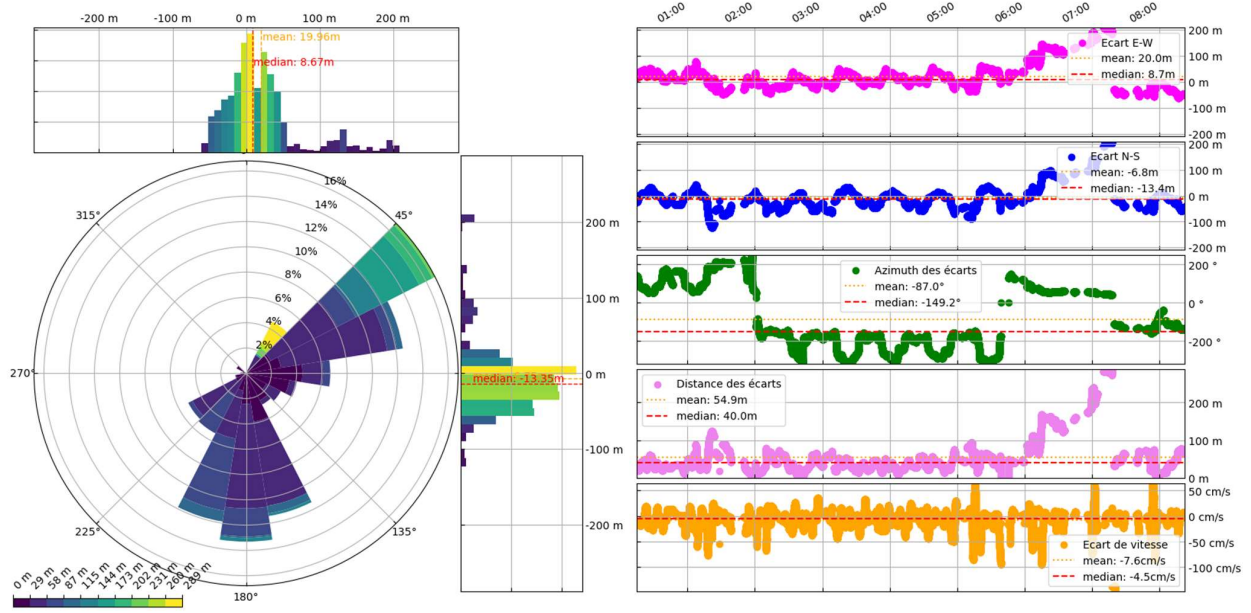 -200 m -100 m 0 m 100 m 200 m
mean: 19.96m
median: 8.67m
200 m
100 m
0 m
median: -13.35m
-200 m
16%
14%
12%
10%
8%
6%
4%
2%
45°
315°
270°
225°
135°
180°
0 m 29 m 58 m 87 m 115 m 144 m 173 m 202 m 231 m 260 m 289 m
01:00 02:00 03:00 04:00 05:00 06:00 07:00 08:00
Ecart E-W
mean: 20.0m
median: 8.7m
200 m
100 m
0 m
-100 m
200 m
Ecart N-S
mean: -6.8m
median: -13.4m
200 m
100 m
0 m
-100 m
-200 m
Azimuth des écarts
mean: -87.0°
median: -149.2°
200 °
0 °
-200 °
Distance des écarts
mean: 54.9m
median: 40.0m
200 m
100 m
0 m
Ecart de vitesse
mean: -7.6cm/s
median: -4.5cm/s
50 cm/s
0 cm/s
-50 cm/s
-100 cm/s